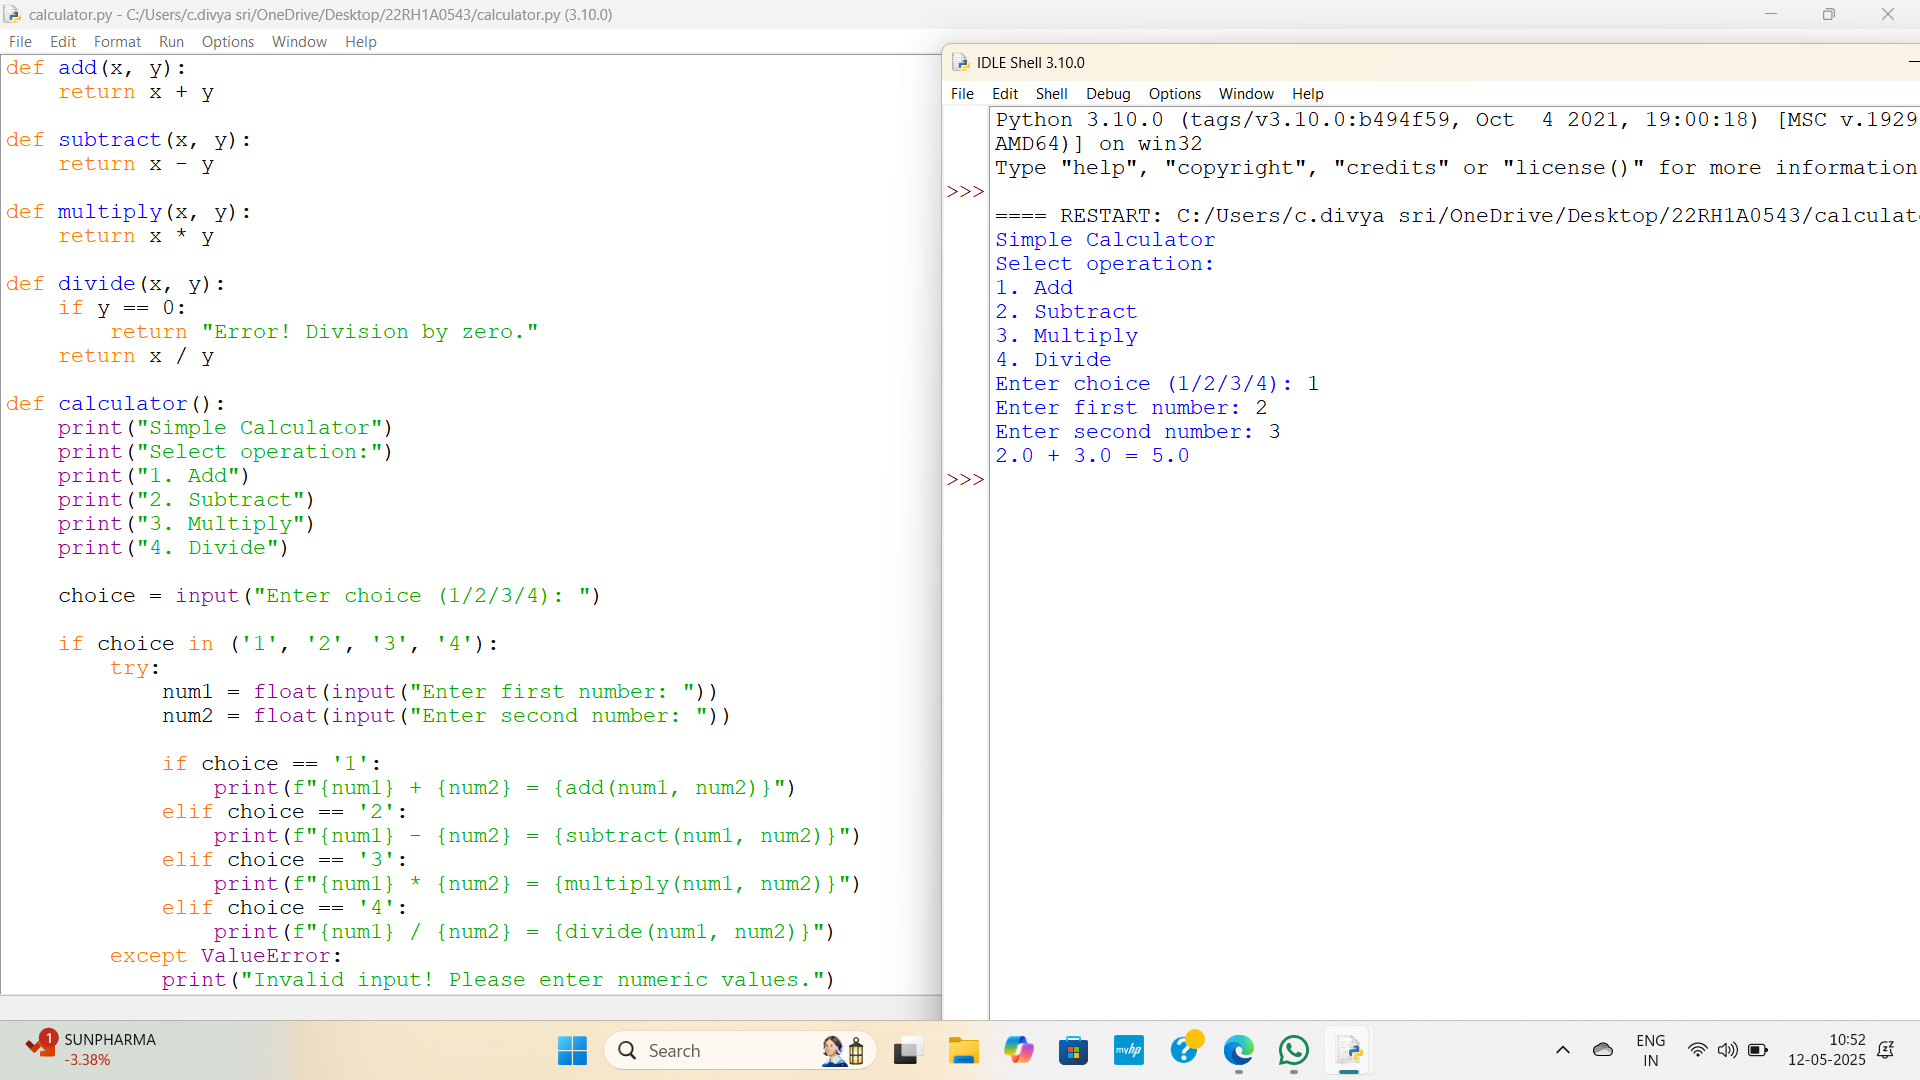 calculator.py - C:/Users/c.divya sri/OneDrive/Desktop/22RH1A0543/calculator.py (3.10.0)
File Edit Format Run Options Window Help
def add(x, y):
    return x + y

def subtract(x, y):
    return x - y

def multiply(x, y):
    return x * y

def divide(x, y):
    if y == 0:
        return "Error! Division by zero."
    return x / y

def calculator():
    print("Simple Calculator")
    print("Select operation:")
    print("1. Add")
    print("2. Subtract")
    print("3. Multiply")
    print("4. Divide")

    choice = input("Enter choice (1/2/3/4): ")

    if choice in ('1', '2', '3', '4'):
        try:
            num1 = float(input("Enter first number: "))
            num2 = float(input("Enter second number: "))

            if choice == '1':
                print(f"{num1} + {num2} = {add(num1, num2)}")
            elif choice == '2':
                print(f"{num1} - {num2} = {subtract(num1, num2)}")
            elif choice == '3':
                print(f"{num1} * {num2} = {multiply(num1, num2)}")
            elif choice == '4':
                print(f"{num1} / {num2} = {divide(num1, num2)}")
        except ValueError:
            print("Invalid input! Please enter numeric values.")
IDLE Shell 3.10.0
File Edit Shell Debug Options Window Help
Python 3.10.0 (tags/v3.10.0:b494f59, Oct  4 2021, 19:00:18) [MSC v.1929
AMD64)] on win32
Type "help", "copyright", "credits" or "license()" for more information
>>>
==== RESTART: C:/Users/c.divya sri/OneDrive/Desktop/22RH1A0543/calculat
Simple Calculator
Select operation:
1. Add
2. Subtract
3. Multiply
4. Divide
Enter choice (1/2/3/4): 1
Enter first number: 2
Enter second number: 3
2.0 + 3.0 = 5.0
>>>
1
SUNPHARMA
-3.38%
Search
myhp
ENG
IN
10:52
12-05-2025